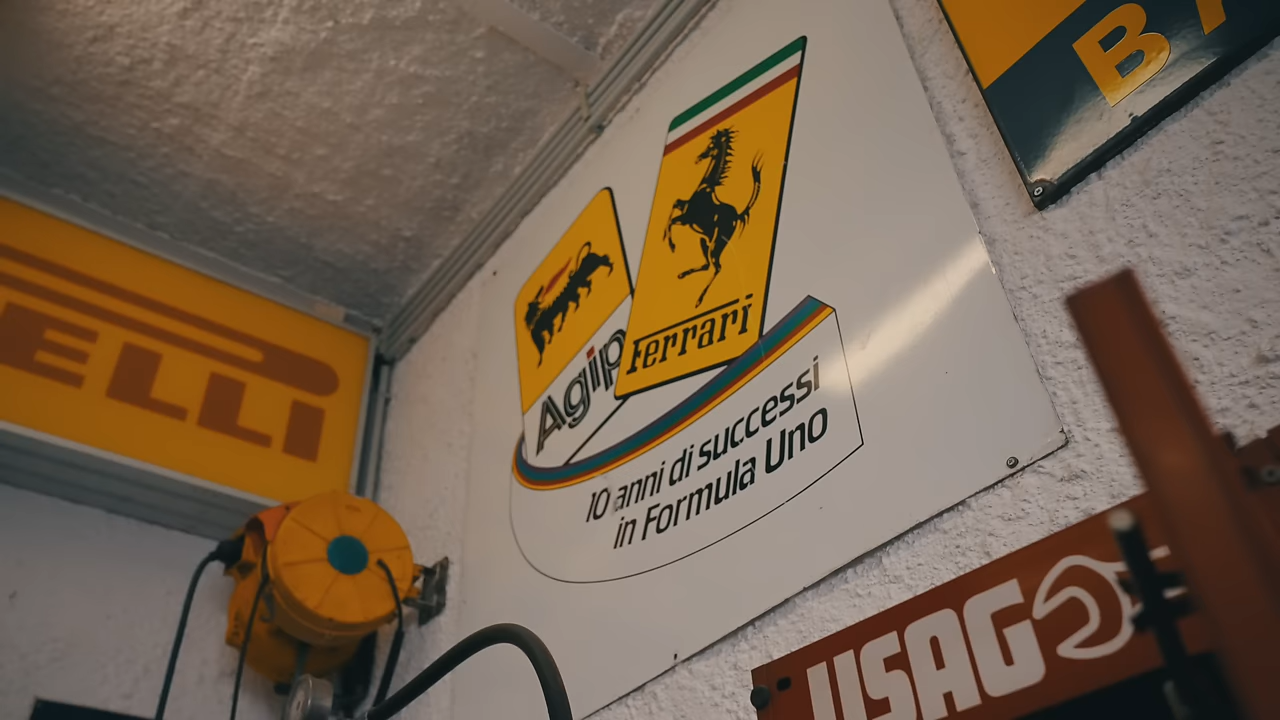 ELLI
Agip
Ferrari
10 anni di successi
in Formula Uno
USAG